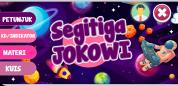 PETUNJUK
Segitiga
JOKOWI
KD/INDIKATOR
MATERI
KUIS